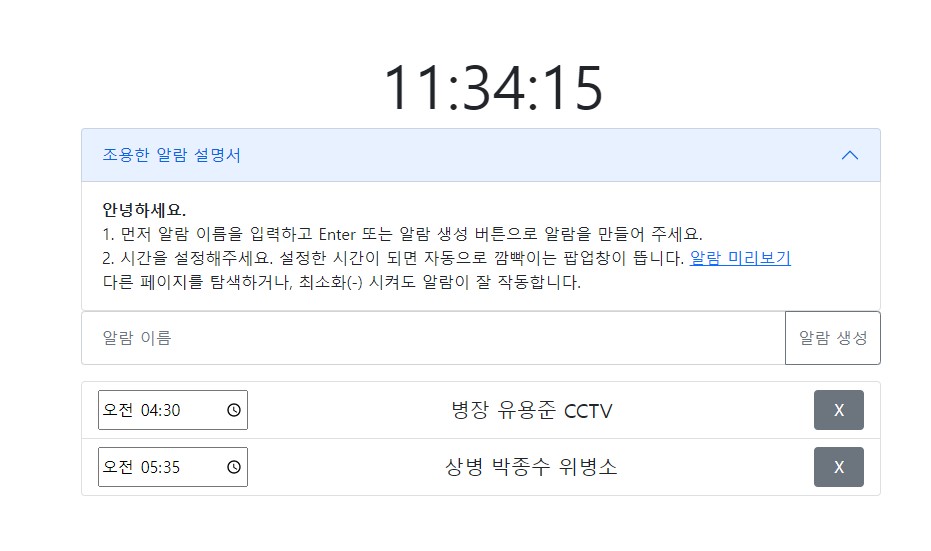 11:34:15
조용한 알람 설명서
안녕하세요.
1. 먼저 알람 이름을 입력하고 Enter 또는 알람 생성 버튼으로 알람을 만들어 주세요.
2. 시간을 설정해주세요. 설정한 시간이 되면 자동으로 깜빡이는 팝업창이 뜹니다. 알람 미리보기
다른 페이지를 탐색하거나, 최소화(-) 시켜도 알람이 잘 작동합니다.
알람 이름 알람 생성
오전 04:30 병장 유용준 CCTV X
오전 05:35 상병 박종수 위병소 X